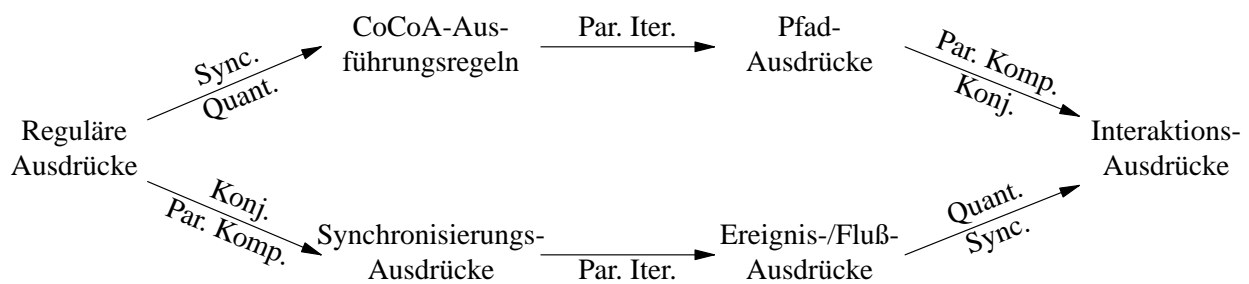 CoCoA-Aus-
führungsregeln
Par. Iter.
Pfad-
Ausdrücke
Sync.
Quant.
Par. Komp.
Konj.
Reguläre
Ausdrücke
Interaktions-
Ausdrücke
Konj.
Par. Komp.
Synchronisierungs-
Ausdrücke
Par. Iter.
Ereignis-/Fluß-
Ausdrücke
Quant.
Sync.